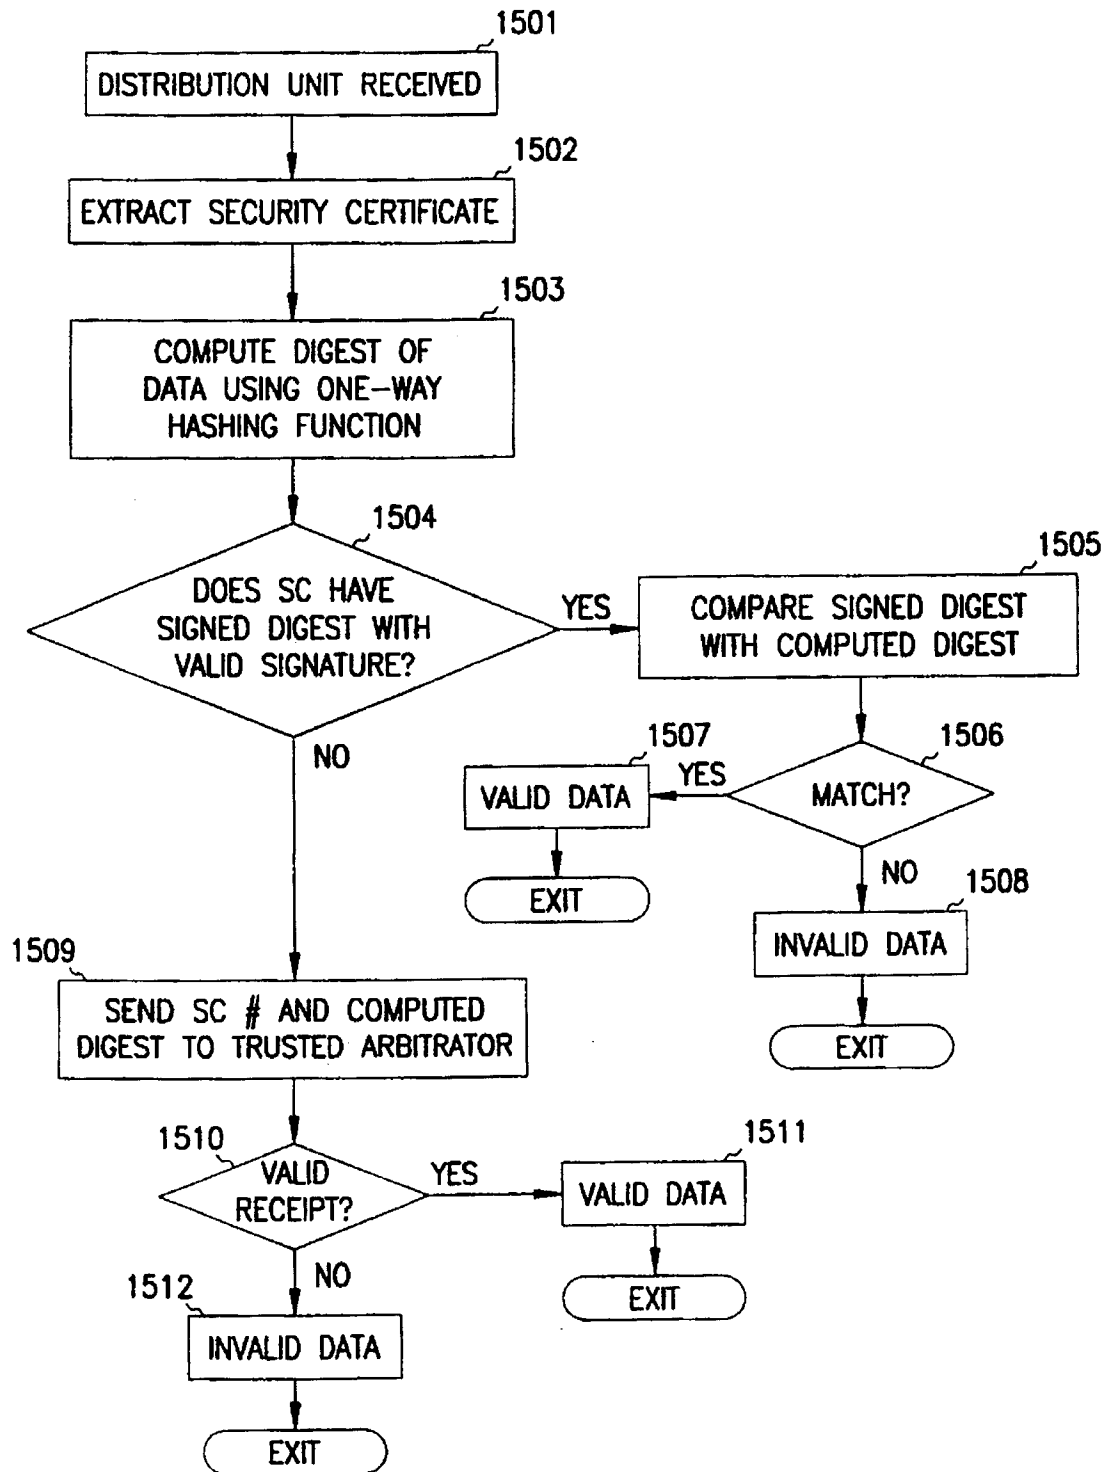 1501
DISTRIBUTION UNIT RECEIVED
1502
EXTRACT SECURITY CERTIFICATE
1503
COMPUTE DIGEST OF
DATA USING ONE-WAY
HASHING FUNCTION
1504
DOES SC HAVE
SIGNED DIGEST WITH
VALID SIGNATURE?
YES
1505
COMPARE SIGNED DIGEST
WITH COMPUTED DIGEST
NO
1506
MATCH?
YES
1507
VALID DATA
EXIT
NO
1508
INVALID DATA
EXIT
1509
SEND SC # AND COMPUTED
DIGEST TO TRUSTED ARBITRATOR
1510
VALID
RECEIPT?
YES
1511
VALID DATA
EXIT
NO
1512
INVALID DATA
EXIT